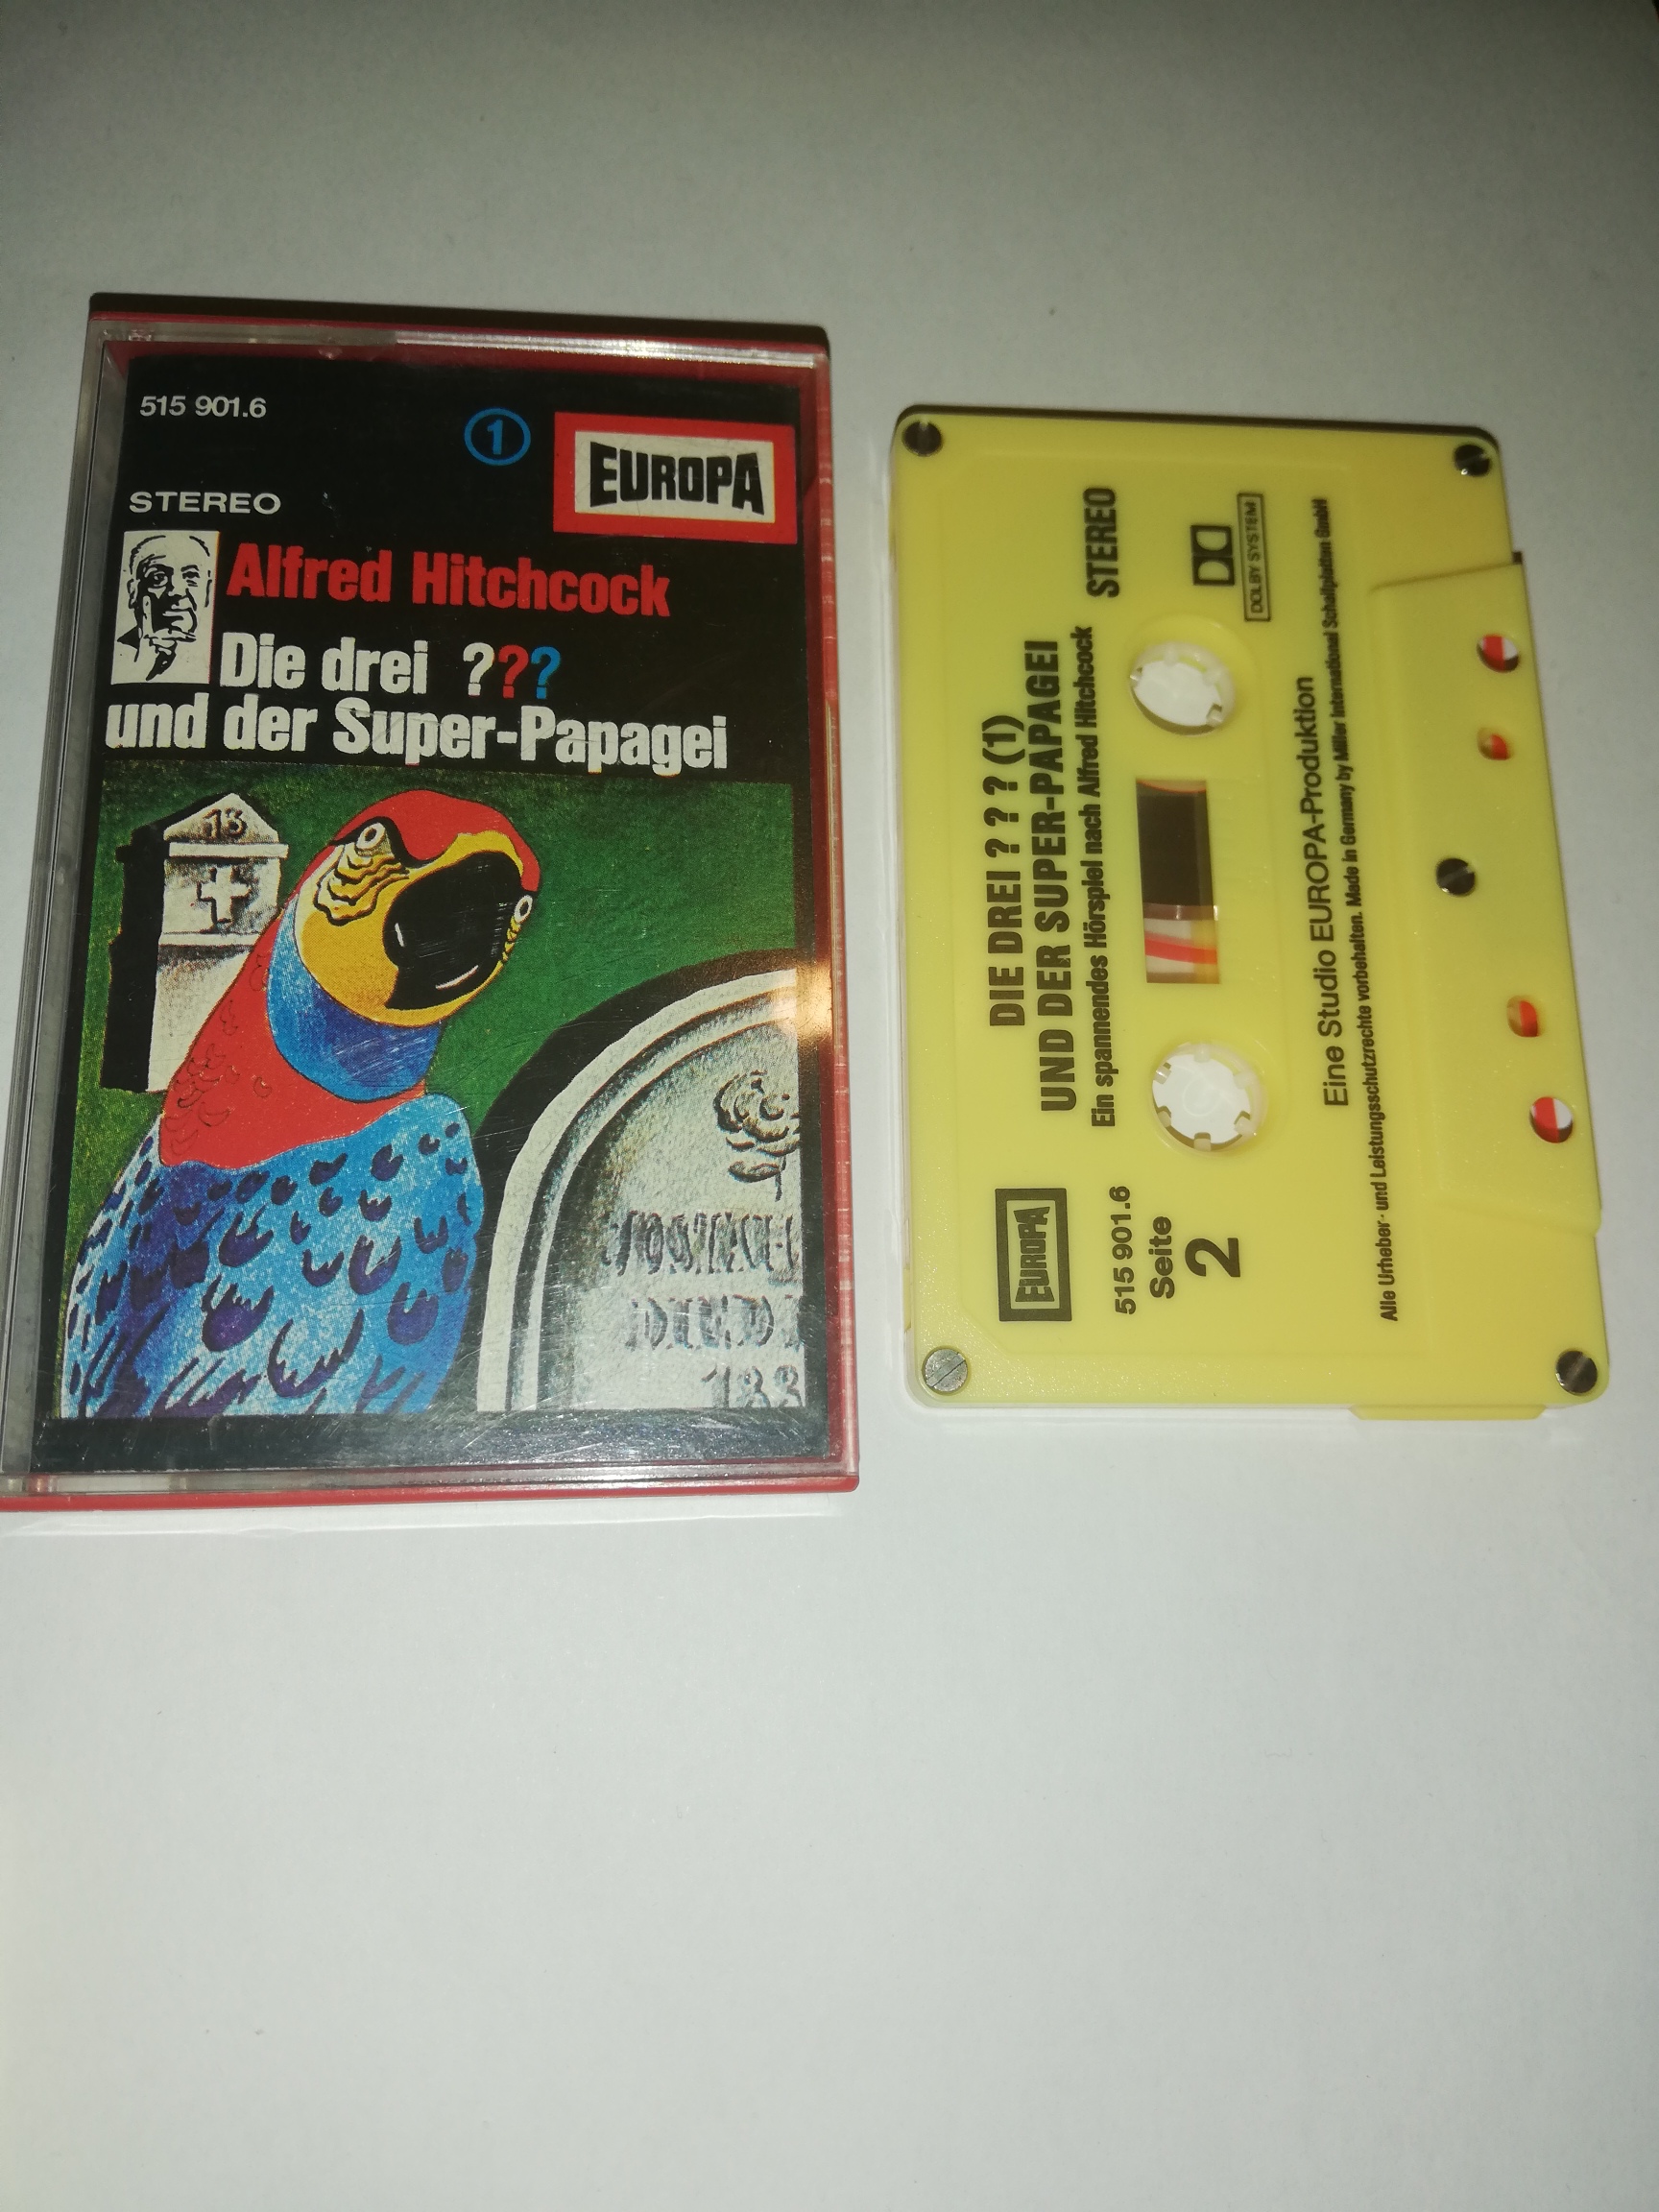 515 901.6
1
EUROPA
STEREO
Alfred Hitchcock
Die drei ???
und der Super-Papagei
13
183
DIE DREI ? ? ? (1)
UND DER SUPER-PAPAGEI
Ein spannendes Hörspiel nach Alfred Hitchcock
STEREO
EUROPA
515 901.6
Seite
2
DOLBY SYSTEM
Eine Studio EUROPA-Produktion
Alle Urheber- und Leistungsschutzrechte vorbehalten. Made in Germany by Miller International Schallplatten GmbH